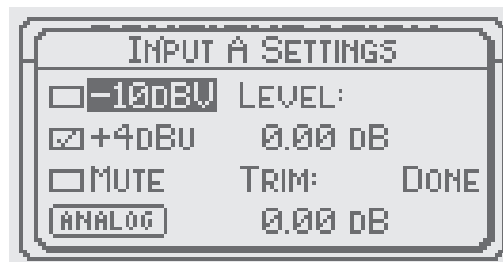 INPUT A SETTINGS
-10DBV LEVEL:
+4DBU 0.00 DB
MUTE TRIM: DONE
ANALOG 0.00 DB